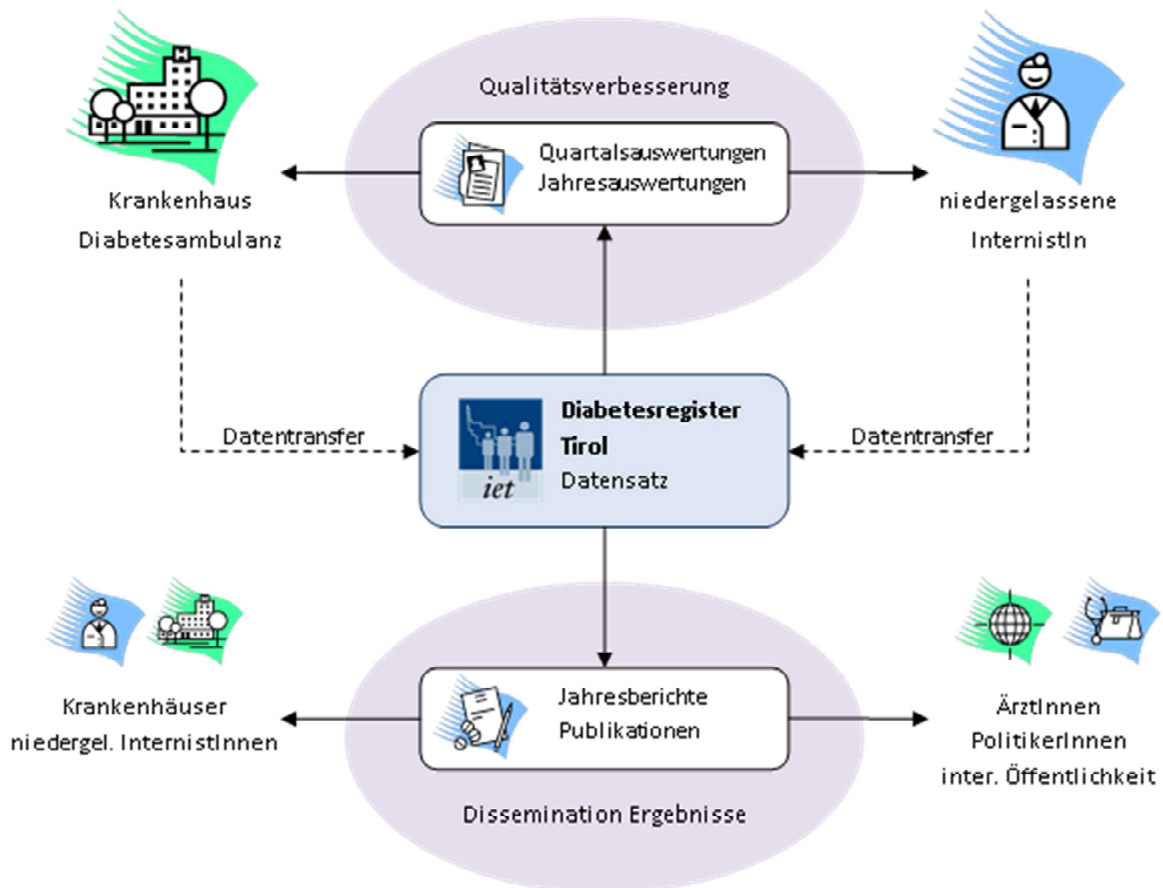 Qualitätsverbesserung
Quartalsauswertungen
Jahresauswertungen
Krankenhaus
Diabetesambulanz
niedergelassene
InternistIn
Datentransfer
Diabetesregister
Tirol
Datensatz
iet
Datentransfer
Krankenhäuser
niedergel. InternistInnen
Jahresberichte
Publikationen
ÄrztInnen
PolitikerInnen
inter. Öffentlichkeit
Dissemination Ergebnisse
H